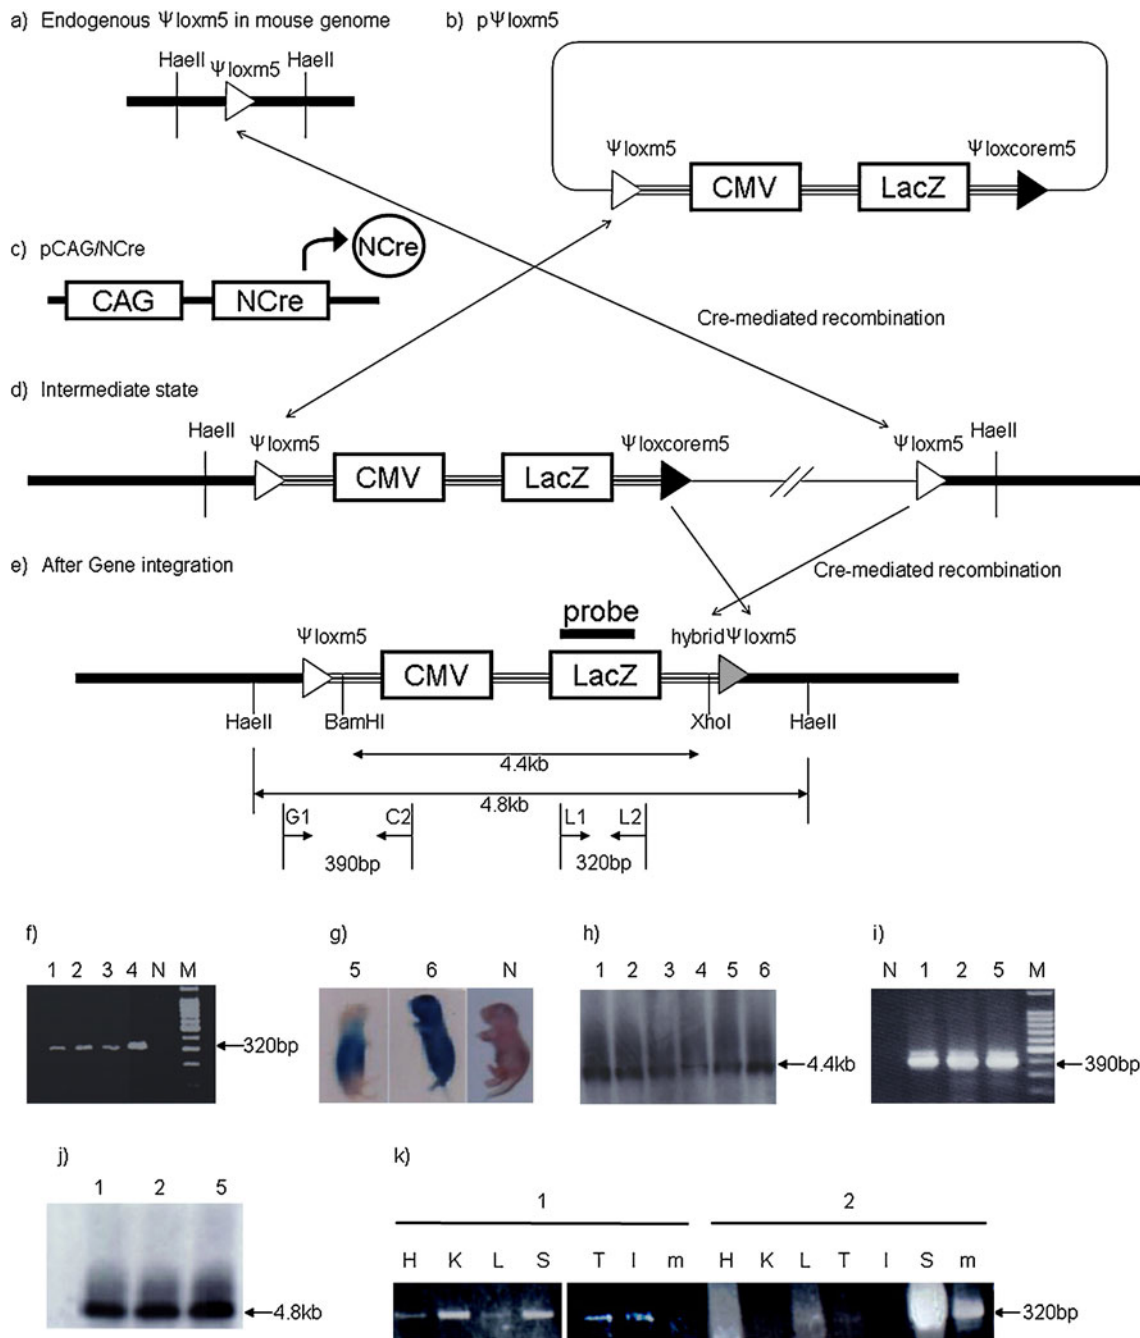 a) Endogenous Ψloxm5 in mouse genome
b) pΨloxm5
HaeII
HaeII
Ψloxm5
Ψloxm5
Ψloxcorem5
CMV
LacZ
c) pCAG/NCre
NCre
CAG
NCre
Cre-mediated recombination
d) Intermediate state
HaeII
Ψloxm5
Ψloxcorem5
Ψloxm5
HaeII
CMV
LacZ
e) After Gene integration
Cre-mediated recombination
probe
Ψloxm5
hybridΨloxm5
CMV
LacZ
HaeII
BamHI
XhoI
HaeII
4.4kb
4.8kb
G1
C2
L1
L2
390bp
320bp
f)
1 2 3 4 N M
320bp
g)
5 6 N
h)
1 2 3 4 5 6
4.4kb
i)
N 1 2 5 M
390bp
j)
1 2 5
4.8kb
k)
1 2
H K L S T I m H K L T I S m
320bp